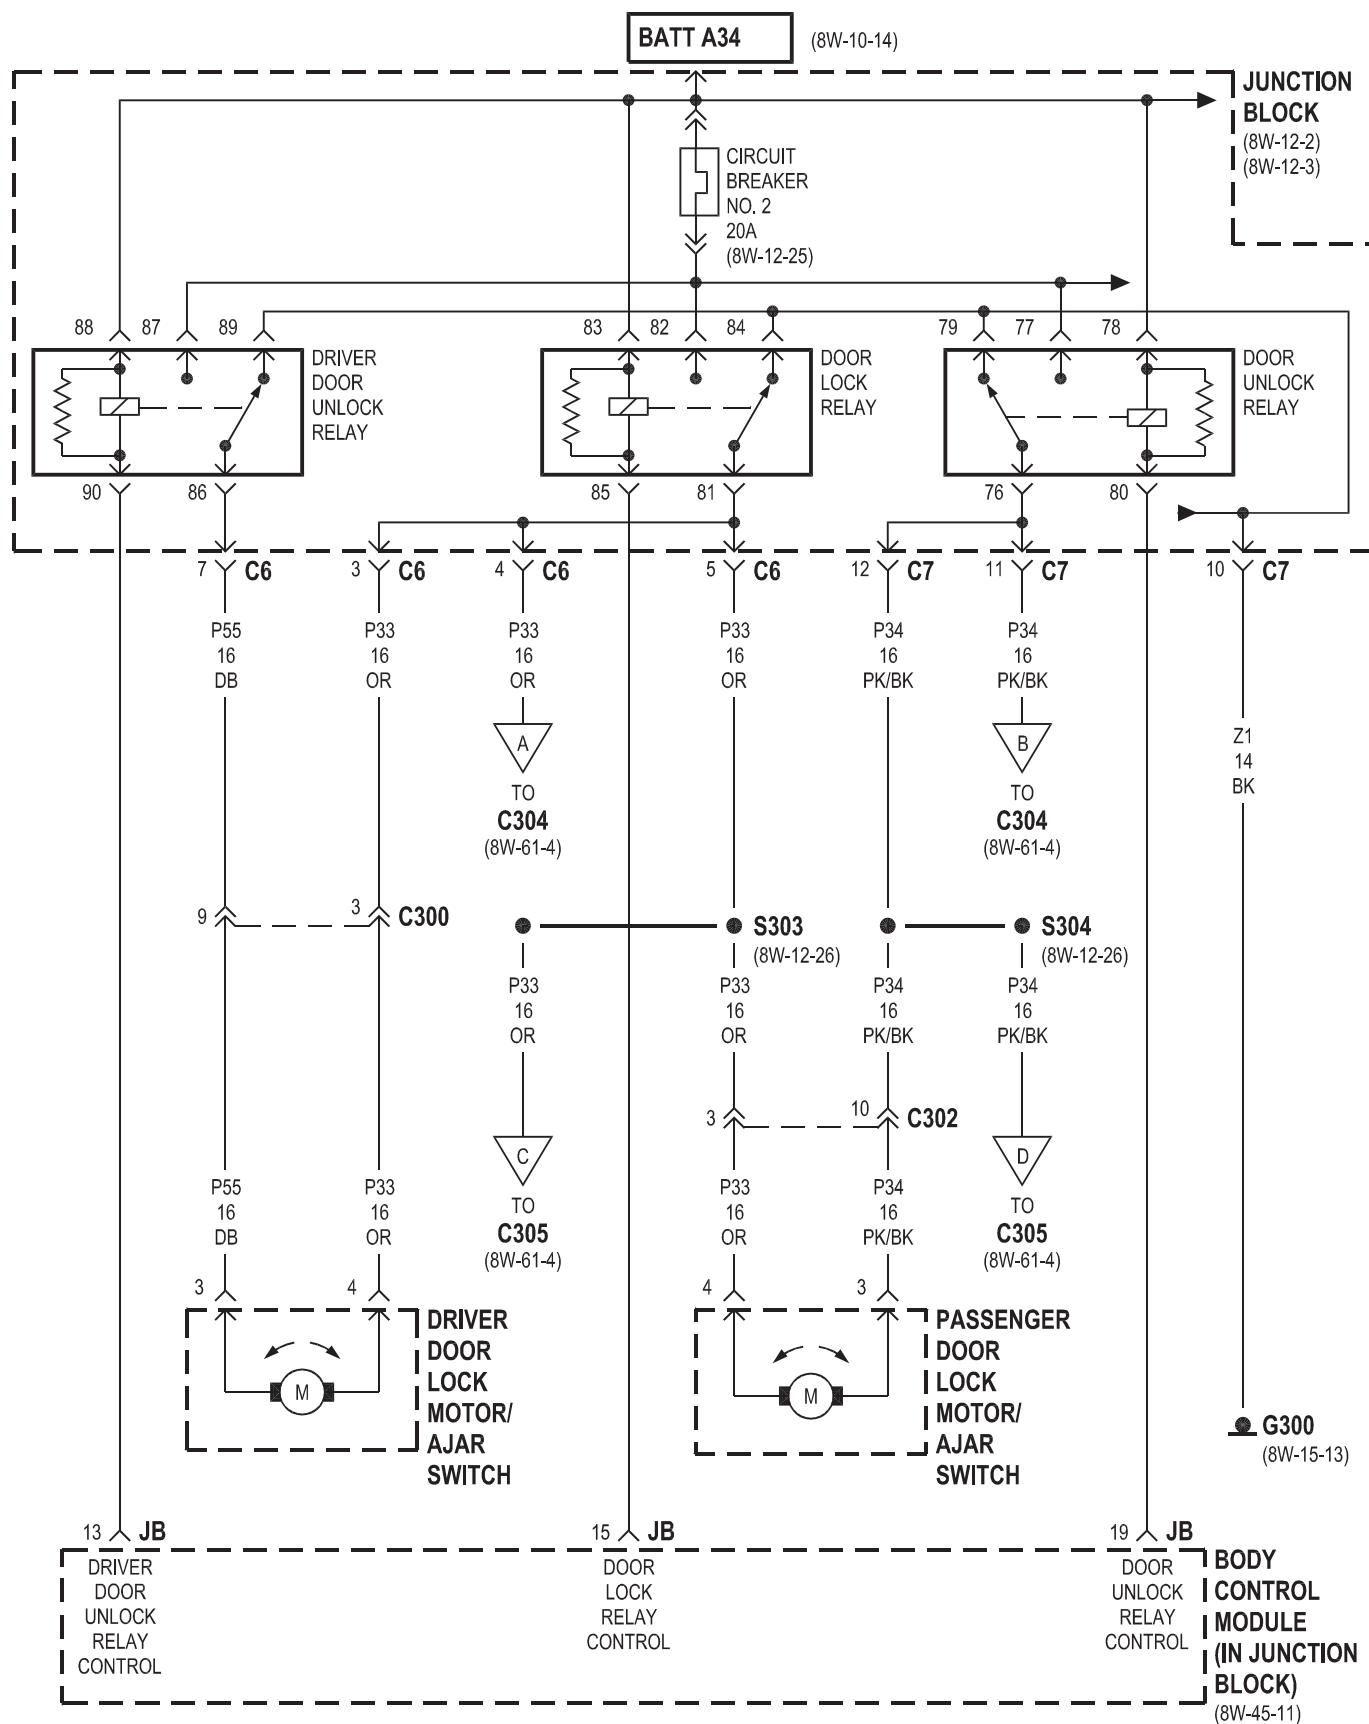 BATT A34
(8W-10-14)
JUNCTION
BLOCK
(8W-12-2)
(8W-12-3)
CIRCUIT
BREAKER
NO. 2
20A
(8W-12-25)
88 87 89
83 82 84
79 77 78
DRIVER
DOOR
UNLOCK
RELAY
DOOR
LOCK
RELAY
DOOR
UNLOCK
RELAY
90 86
85 81
76 80
7 C6
3 C6
4 C6
5 C6
12 C7
11 C7
10 C7
P55
16
DB
P33
16
OR
P33
16
OR
P33
16
OR
P34
16
PK/BK
P34
16
PK/BK
A
TO
C304
(8W-61-4)
B
TO
C304
(8W-61-4)
Z1
14
BK
9
3 C300
S303
(8W-12-26)
S304
(8W-12-26)
P33
16
OR
P33
16
OR
P34
16
PK/BK
P34
16
PK/BK
3
10 C302
C
TO
C305
(8W-61-4)
D
TO
C305
(8W-61-4)
P55
16
DB
P33
16
OR
P33
16
OR
P34
16
PK/BK
3 4
4 3
M
DRIVER
DOOR
LOCK
MOTOR/
AJAR
SWITCH
M
PASSENGER
DOOR
LOCK
MOTOR/
AJAR
SWITCH
G300
(8W-15-13)
13 JB
15 JB
19 JB
DRIVER
DOOR
UNLOCK
RELAY
CONTROL
DOOR
LOCK
RELAY
CONTROL
DOOR
UNLOCK
RELAY
CONTROL
BODY
CONTROL
MODULE
(IN JUNCTION
BLOCK)
(8W-45-11)